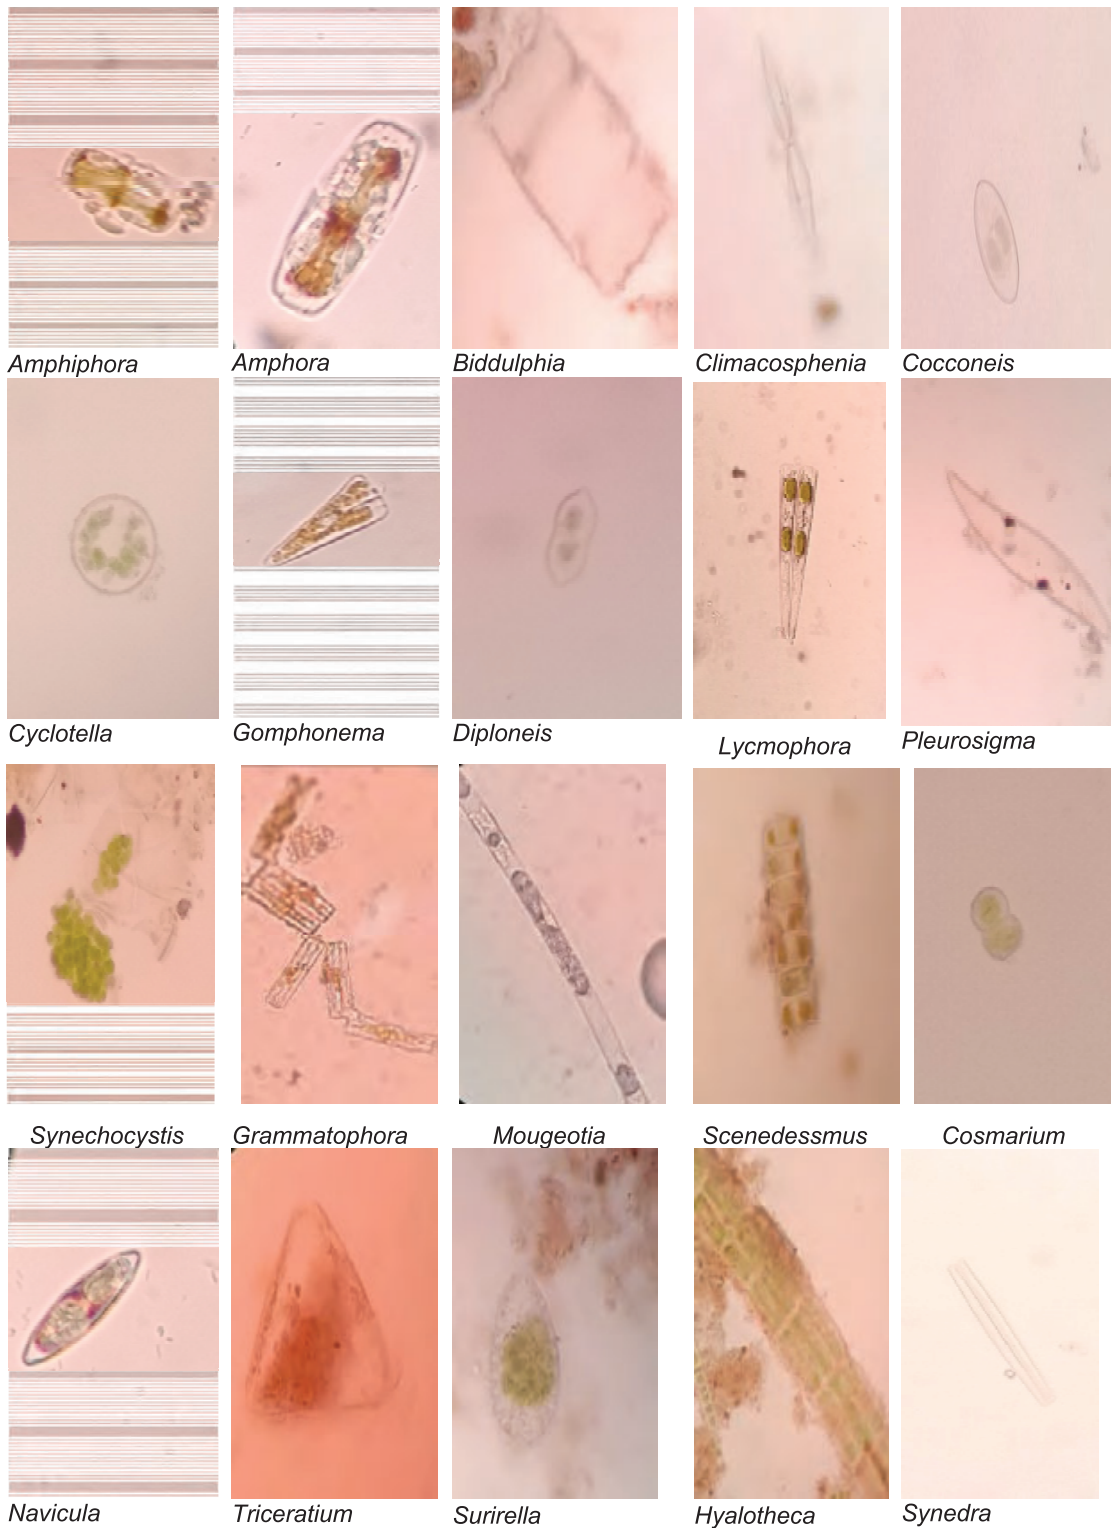 Amphiphora
Amphora
Biddulphia
Climacosphenia
Cocconeis
Cyclotella
Gomphonema
Diploneis
Lycmophora
Pleurosigma
Synechocystis
Grammatophora
Mougeotia
Scenedessmus
Cosmarium
Navicula
Triceratium
Surirella
Hyalotheca
Synedra